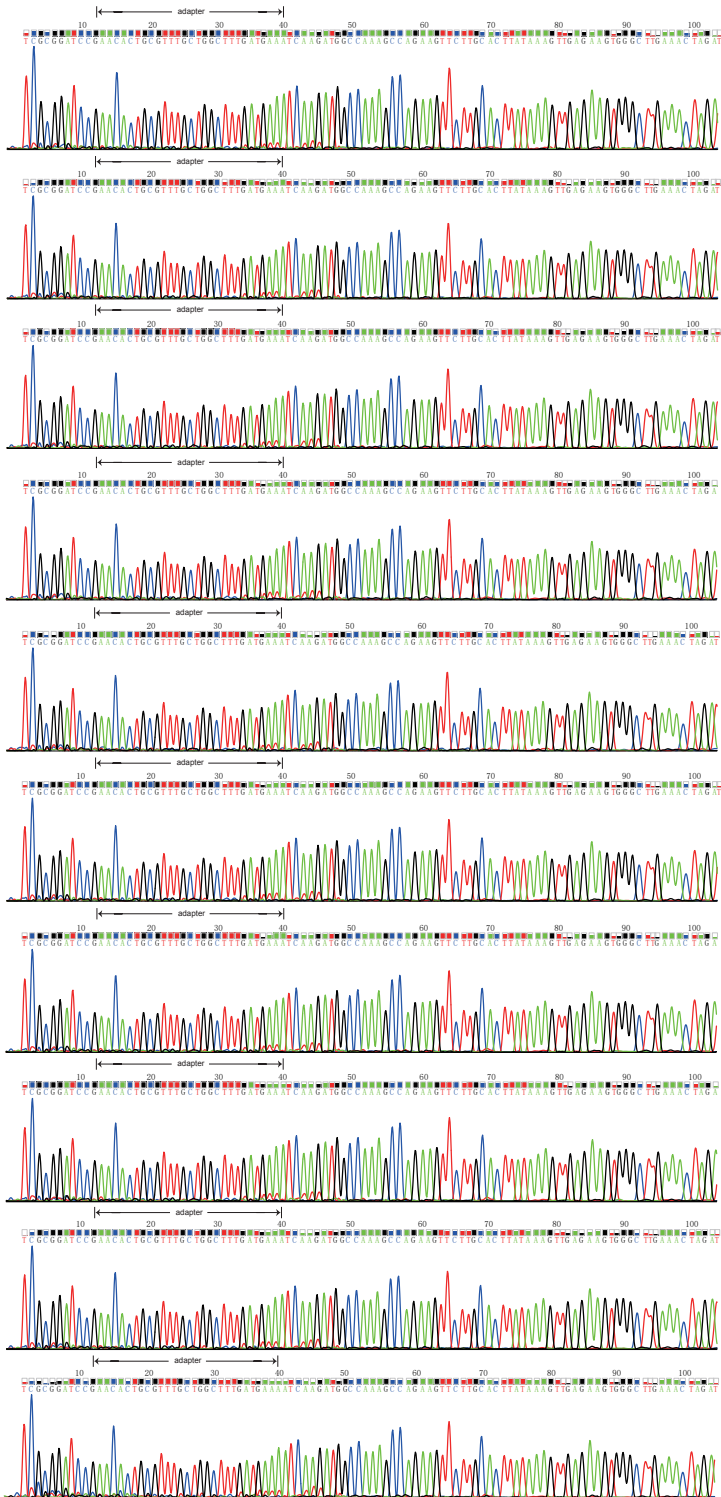 adapter
10 20 30 40 50 60 70 80 90 100
TCGCGGATCCGAACACTGCGTTTGCTGGCTTTGATGAAATCAAGATGGCCAAAGCCAGAAGTTCTTGCACTTATAAAGTTGAGAAGTGGGCTTGAAACTAGAT
adapter
10 20 30 40 50 60 70 80 90 100
TCGCGGATCCGAACACTGCGTTTGCTGGCTTTGATGAAATCAAGATGGCCAAAGCCAGAAGTTCTTGCACTTATAAAGTTGAGAAGTGGGCTTGAAACTAGAT
adapter
10 20 30 40 50 60 70 80 90 100
TCGCGGATCCGAACACTGCGTTTGCTGGCTTTGATGAAATCAAGATGGCCAAAGCCAGAAGTTCTTGCACTTATAAAGTTGAGAAGTGGGCTTGAAACTAGAT
adapter
10 20 30 40 50 60 70 80 90 100
TCGCGGATCCGAACACTGCGTTTGCTGGCTTTGATGAAATCAAGATGGCCAAAGCCAGAAGTTCTTGCACTTATAAAGTTGAGAAGTGGGCTTGAAACTAGA
adapter
10 20 30 40 50 60 70 80 90 100
TCGCGGATCCGAACACTGCGTTTGCTGGCTTTGATGAAATCAAGATGGCCAAAGCCAGAAGTTCTTGCACTTATAAAGTTGAGAAGTGGGCTTGAAACTAGAT
adapter
10 20 30 40 50 60 70 80 90 100
TCGCGGATCCGAACACTGCGTTTGCTGGCTTTGATGAAATCAAGATGGCCAAAGCCAGAAGTTCTTGCACTTATAAAGTTGAGAAGTGGGCTTGAAACTAGAT
adapter
10 20 30 40 50 60 70 80 90 100
TCGCGGATCCGAACACTGCGTTTGCTGGCTTTGATGAAATCAAGATGGCCAAAGCCAGAAGTTCTTGCACTTATAAAGTTGAGAAGTGGGCTTGAAACTAGA
adapter
10 20 30 40 50 60 70 80 90 100
TCGCGGATCCGAACACTGCGTTTGCTGGCTTTGATGAAATCAAGATGGCCAAAGCCAGAAGTTCTTGCACTTATAAAGTTGAGAAGTGGGCTTGAAACTAGA
adapter
10 20 30 40 50 60 70 80 90 100
TCGCGGATCCGAACACTGCGTTTGCTGGCTTTGATGAAATCAAGATGGCCAAAGCCAGAAGTTCTTGCACTTATAAAGTTGAGAAGTGGGCTTGAAACTAGAT
adapter
10 20 30 40 50 60 70 80 90 100
TCGCGGATCCGAACACTGCGTTTGCTGGCTTTGATGAAATCAAGATGGCCAAAGCCAGAAGTTCTTGCACTTATAAAGTTGAGAAGTGGGCTTGAAACTAGAT